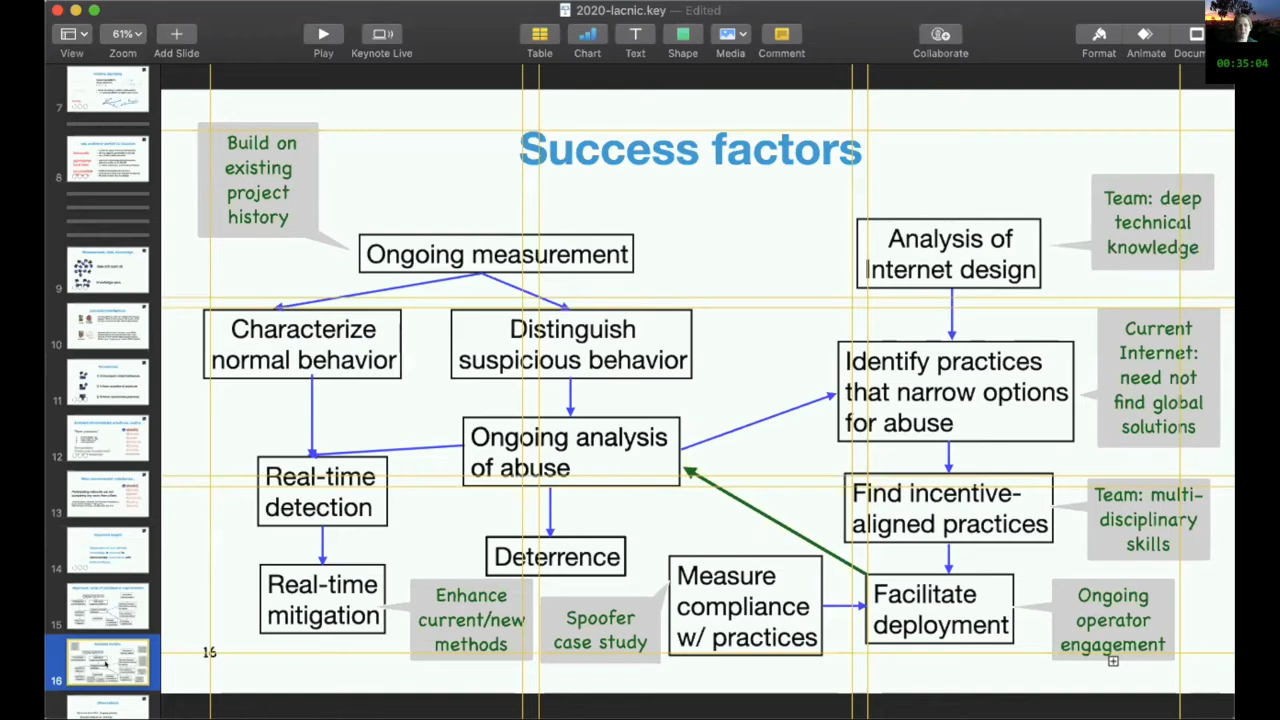 2020-lacnic.key — Edited
61%
View
Zoom
Add Slide
Play
Keynote Live
Table
Chart
Text
Shape
Media
Comment
Collaborate
Format
Animate
00:35:04
7
8
9
10
11
12
13
14
15
16
Success factors
Build on
existing
project
history
Ongoing measurement
Analysis of
Internet design
Team: deep
technical
knowledge
Characterize
normal behavior
Distinguish
suspicious behavior
Identify practices
that narrow options
for abuse
Current
Internet:
need not
find global
solutions
Ongoing analysis
of abuse
Real-time
detection
Find incentive-
aligned practices
Team: multi-
disciplinary
skills
Deterrence
Real-time
mitigation
Enhance
current/new
methods
Spoofer
case study
Measure
compliance
w/ practices
Facilitate
deployment
Ongoing
operator
engagement
16